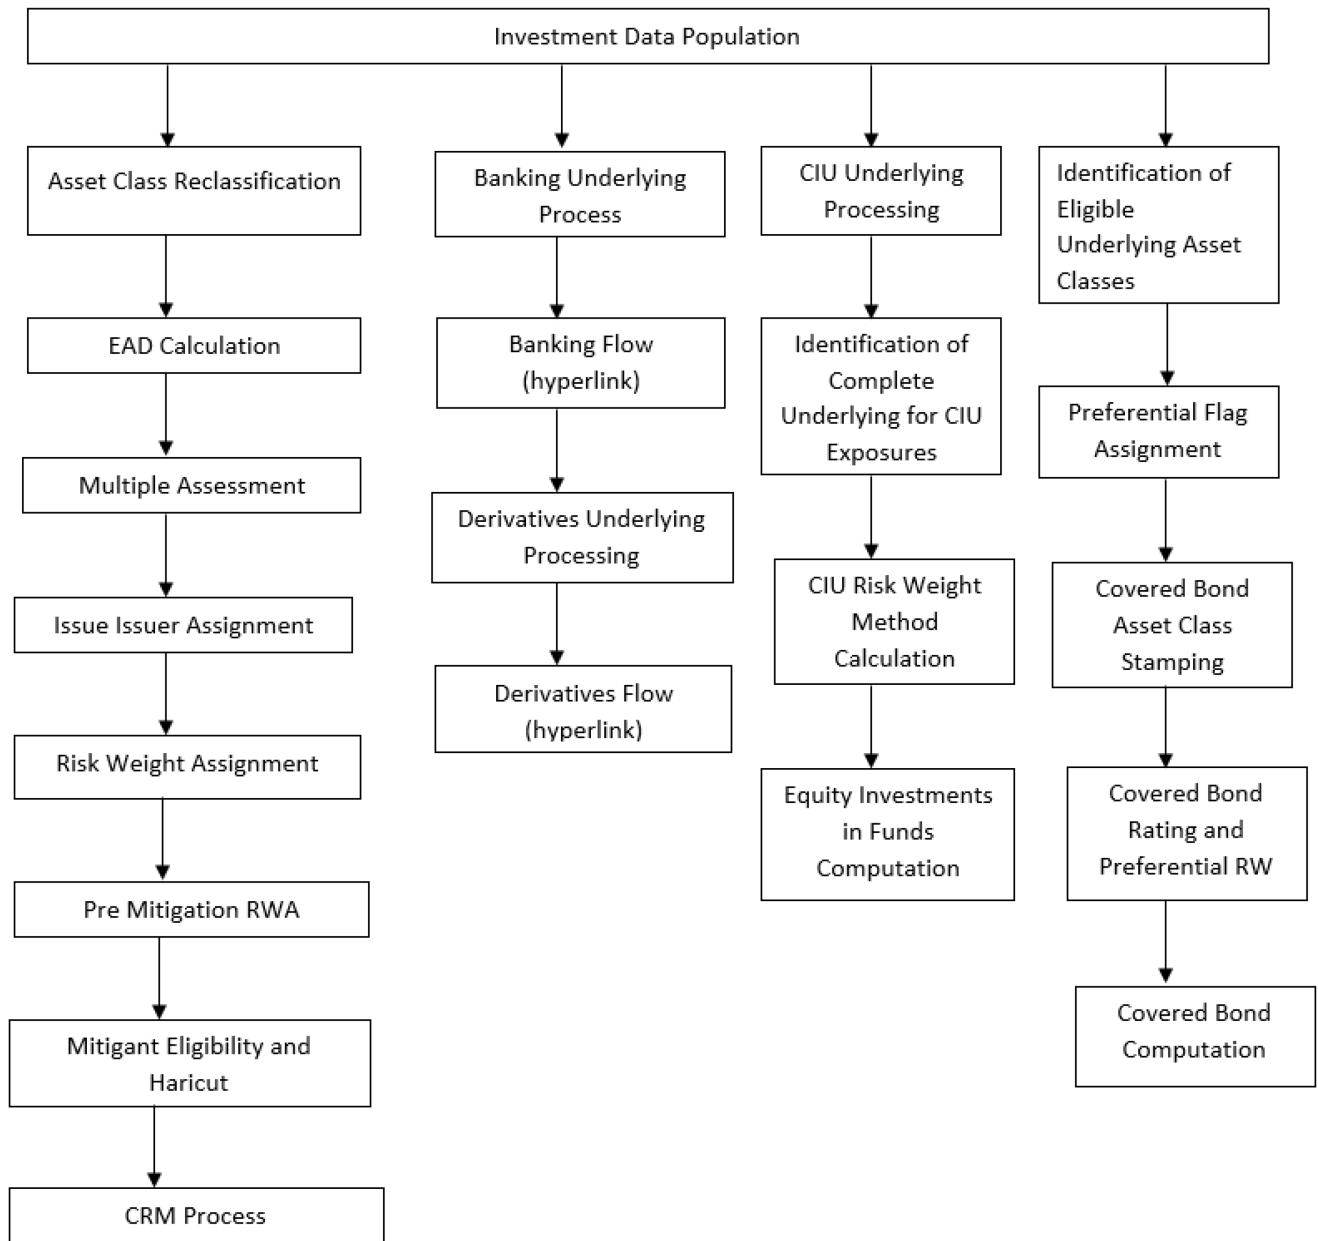 Investment Data Population
Asset Class Reclassification
EAD Calculation
Multiple Assessment
Issue Issuer Assignment
Risk Weight Assignment
Pre Mitigation RWA
Mitigant Eligibility and
Haricut
CRM Process
Banking Underlying
Process
Banking Flow
(hyperlink)
Derivatives Underlying
Processing
Derivatives Flow
(hyperlink)
CIU Underlying
Processing
Identification of
Complete
Underlying for CIU
Exposures
CIU Risk Weight
Method
Calculation
Equity Investments
in Funds
Computation
Identification of
Eligible
Underlying Asset
Classes
Preferential Flag
Assignment
Covered Bond
Asset Class
Stamping
Covered Bond
Rating and
Preferential RW
Covered Bond
Computation